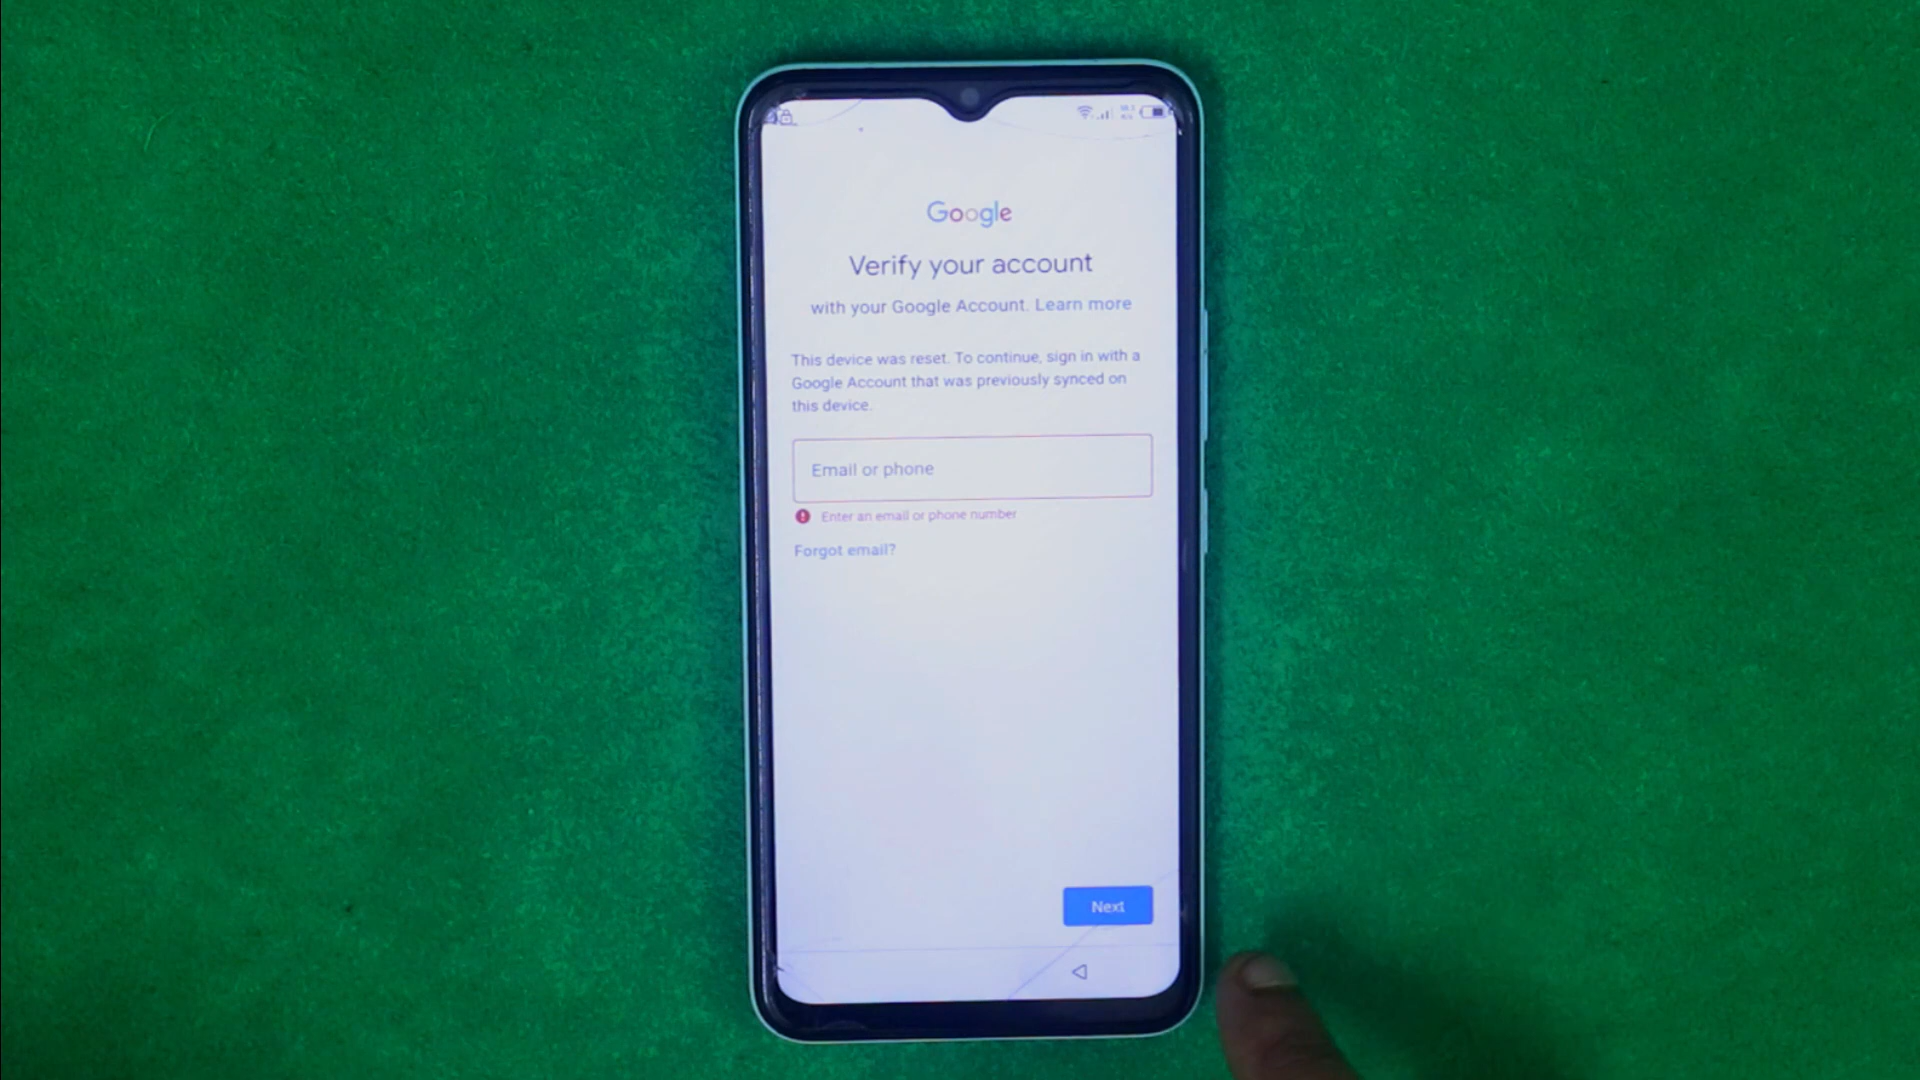 Google
Verify your account
with your Google Account. Learn more
This device was reset. To continue, sign in with a
Google Account that was previously synced on
this device.
Email or phone
Enter an email or phone number
Forgot email?
Next